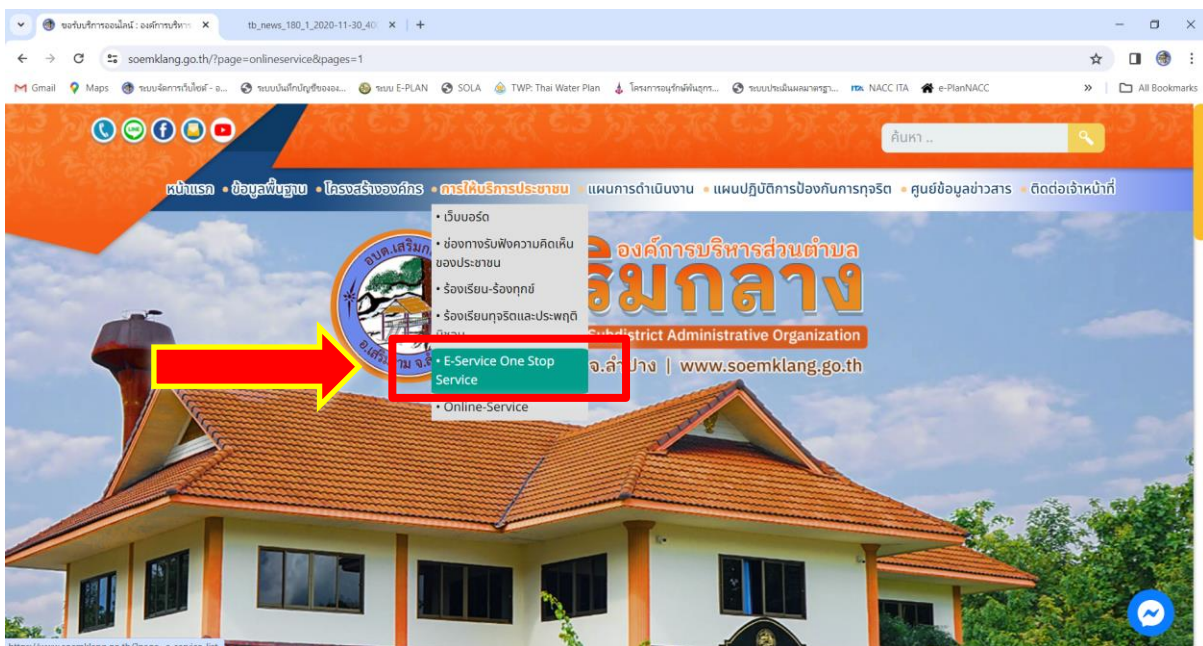 ขอรับบริการออนไลน์ : องค์การบริหาร
tb_news_180_1_2020-11-30_40
soemklang.go.th/?page=onlineservice&pages=1
Gmail
Maps
ระบบจัดการเว็บไซต์ - อ...
ระบบบันทึกบัญชีขององ...
ระบบ E-PLAN
SOLA
TWP: Thai Water Plan
โครงการอนุรักษ์พันธุกร...
ระบบประเมินผลมาตรฐา...
ITA NACC ITA
e-PlanNACC
»
All Bookmarks
LINE
ค้นหา ..
หน้าแรก • ข้อมูลพื้นฐาน • โครงสร้างองค์กร • การให้บริการประชาชน • แผนการดำเนินงาน • แผนปฏิบัติการป้องกันการทุจริต • ศูนย์ข้อมูลข่าวสาร • ติดต่อเจ้าหน้าที่
• เว็บบอร์ด
• ช่องทางรับฟังความคิดเห็น
ของประชาชน
• ร้องเรียน-ร้องทุกข์
• ร้องเรียนทุจริตและประพฤติ
• E-Service One Stop
Service
• Online-Service
องค์การบริหารส่วนตำบล
ริมกลาง
Subdistrict Administrative Organization
จ.ลำปาง | www.soemklang.go.th